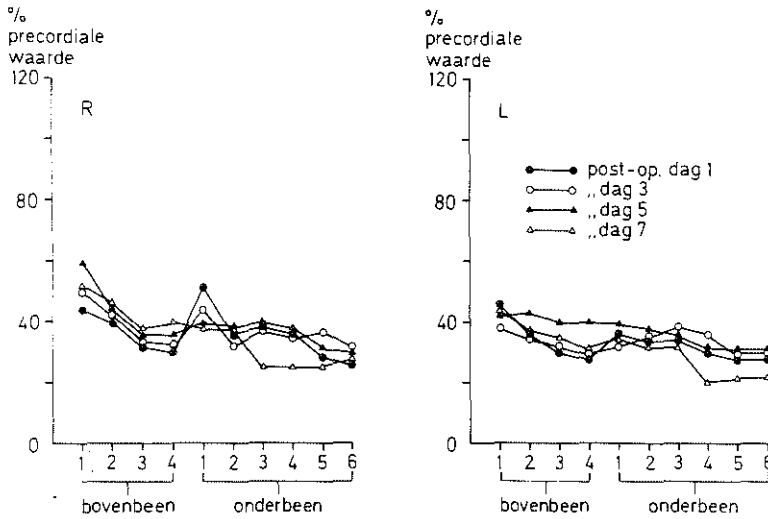 %
precordiale
waarde
120
R
80
40
0
1 2 3 4 1 2 3 4 5 6
bovenbeen onderbeen
%
precordiale
waarde
120
L
post-op. dag 1
,, dag 3
,, dag 5
,, dag 7
80
40
0
1 2 3 4 1 2 3 4 5 6
bovenbeen onderbeen